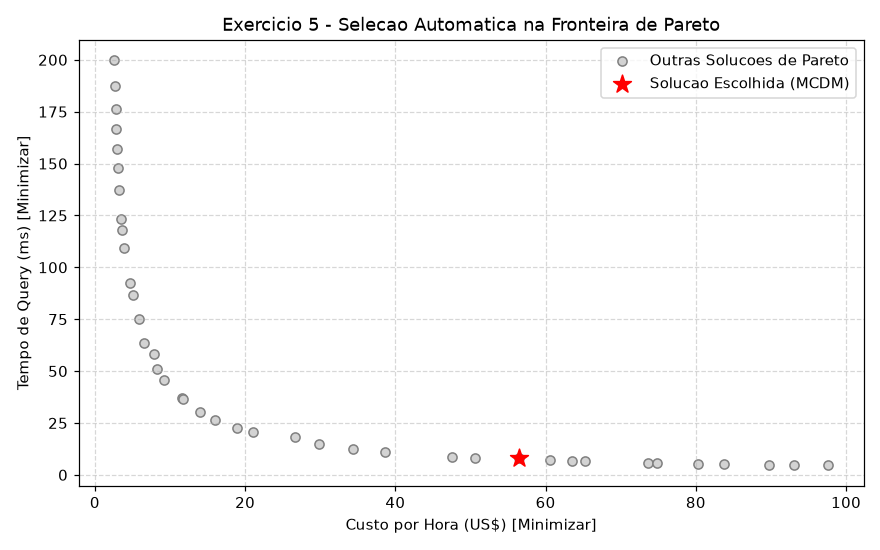 Exercicio 5 - Selecao Automatica na Fronteira de Pareto
Outras Solucoes de Pareto
Solucao Escolhida (MCDM)
Tempo de Query (ms) [Minimizar]
200
175
150
125
100
75
50
25
0
0 20 40 60 80 100
Custo por Hora (US$) [Minimizar]